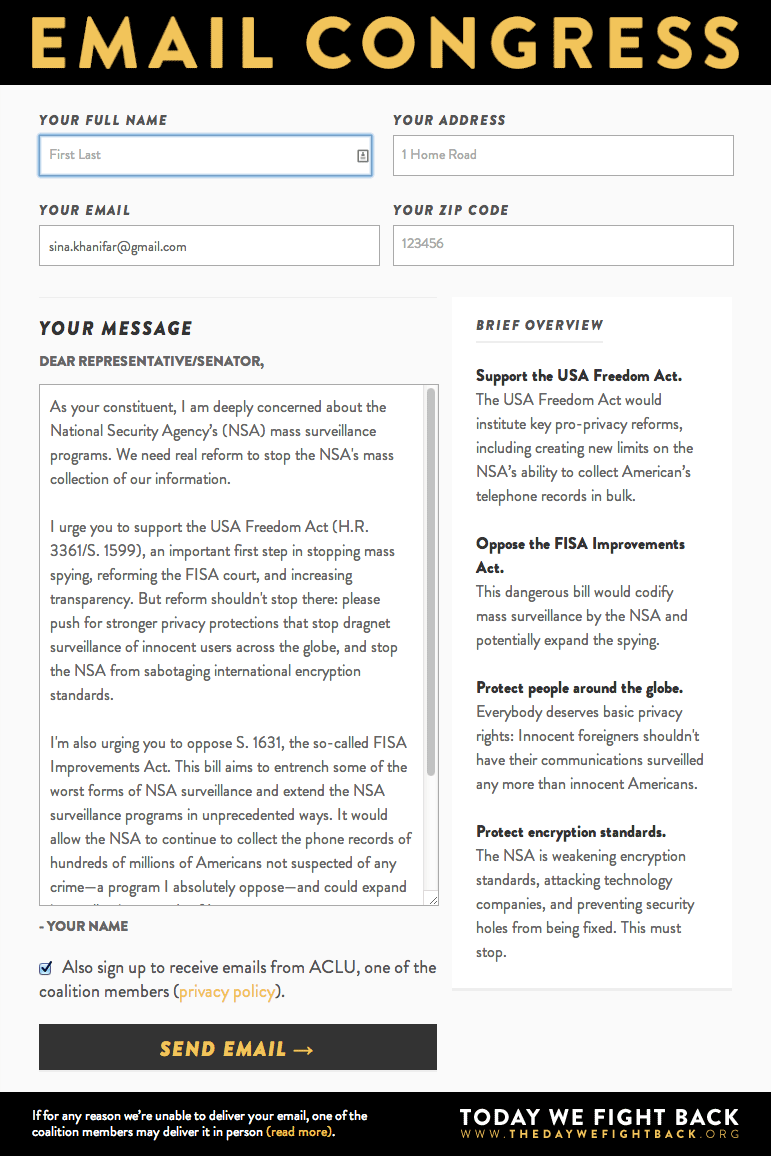 EMAIL CONGRESS
YOUR FULL NAME
First Last
YOUR ADDRESS
1 Home Road
YOUR EMAIL
sina.khanifar@gmail.com
YOUR ZIP CODE
123456
YOUR MESSAGE
DEAR REPRESENTATIVE/SENATOR,
As your constituent, I am deeply concerned about the
National Security Agency's (NSA) mass surveillance
programs. We need real reform to stop the NSA's mass
collection of our information.
I urge you to support the USA Freedom Act (H.R.
3361/S. 1599), an important first step in stopping mass
spying, reforming the FISA court, and increasing
transparency. But reform shouldn't stop there: please
push for stronger privacy protections that stop dragnet
surveillance of innocent users across the globe, and stop
the NSA from sabotaging international encryption
standards.
I'm also urging you to oppose S. 1631, the so-called FISA
Improvements Act. This bill aims to entrench some of the
worst forms of NSA surveillance and extend the NSA
surveillance programs in unprecedented ways. It would
allow the NSA to continue to collect the phone records of
hundreds of millions of Americans not suspected of any
crime—a program I absolutely oppose—and could expand
- YOUR NAME
Also sign up to receive emails from ACLU, one of the
coalition members (privacy policy).
SEND EMAIL →
BRIEF OVERVIEW
Support the USA Freedom Act.
The USA Freedom Act would
institute key pro-privacy reforms,
including creating new limits on the
NSA's ability to collect American's
telephone records in bulk.
Oppose the FISA Improvements
Act.
This dangerous bill would codify
mass surveillance by the NSA and
potentially expand the spying.
Protect people around the globe.
Everybody deserves basic privacy
rights: Innocent foreigners shouldn't
have their communications surveilled
any more than innocent Americans.
Protect encryption standards.
The NSA is weakening encryption
standards, attacking technology
companies, and preventing security
holes from being fixed. This must
stop.
If for any reason we're unable to deliver your email, one of the
coalition members may deliver it in person (read more).
TODAY WE FIGHT BACK
WWW.THEDAYWEFIGHTBACK.ORG